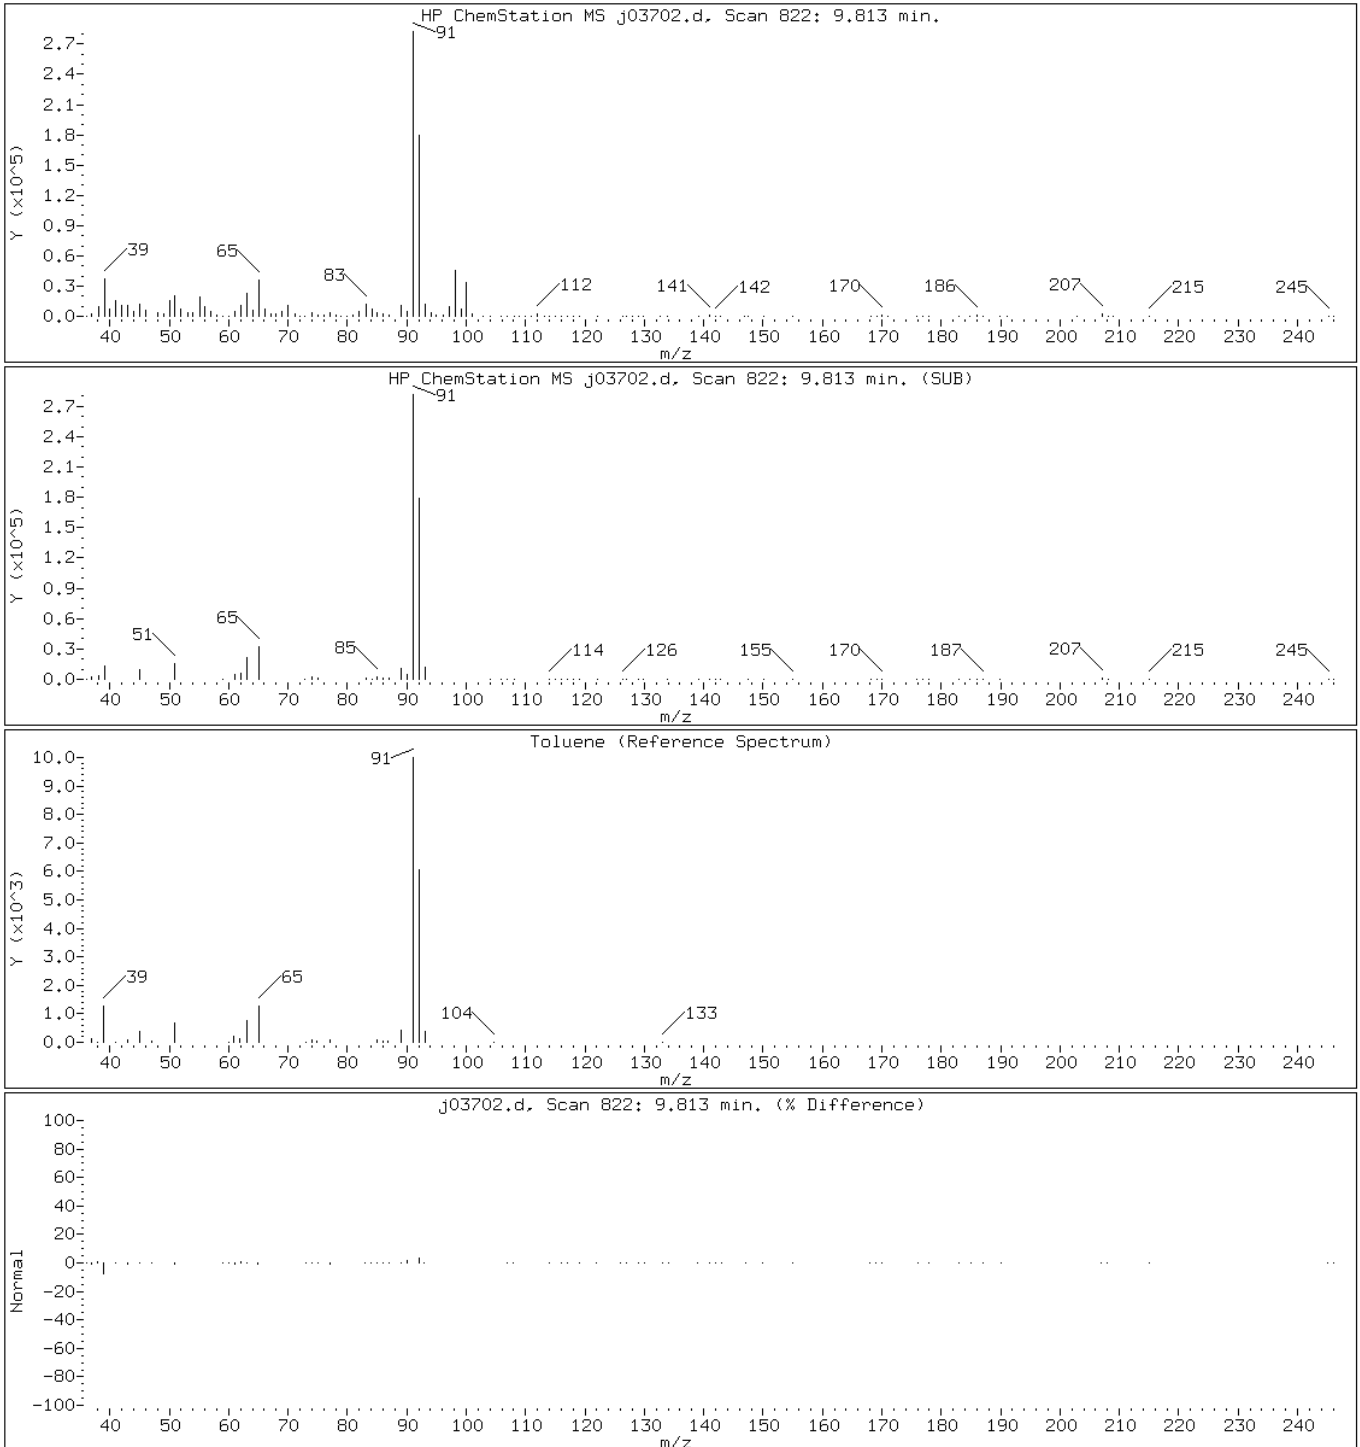 HP ChemStation MS j03702.d, Scan 822: 9.813 min.
91
2.7
2.4
2.1
1.8
1.5
1.2
0.9
0.6
0.3
0.0
Y (x10^5)
39 65 83 112 141 142 170 186 207 215 245
40 50 60 70 80 90 100 110 120 130 140 150 160 170 180 190 200 210 220 230 240
m/z
HP ChemStation MS j03702.d, Scan 822: 9.813 min. (SUB)
91
2.7
2.4
2.1
1.8
1.5
1.2
0.9
0.6
0.3
0.0
Y (x10^5)
51 65 85 114 126 155 170 187 207 215 245
40 50 60 70 80 90 100 110 120 130 140 150 160 170 180 190 200 210 220 230 240
m/z
Toluene (Reference Spectrum)
91
10.0
9.0
8.0
7.0
6.0
5.0
4.0
3.0
2.0
1.0
0.0
Y (x10^3)
39 65 104 133
40 50 60 70 80 90 100 110 120 130 140 150 160 170 180 190 200 210 220 230 240
m/z
j03702.d, Scan 822: 9.813 min. (% Difference)
100
80
60
40
20
0
-20
-40
-60
-80
-100
Normal
40 50 60 70 80 90 100 110 120 130 140 150 160 170 180 190 200 210 220 230 240
m/z